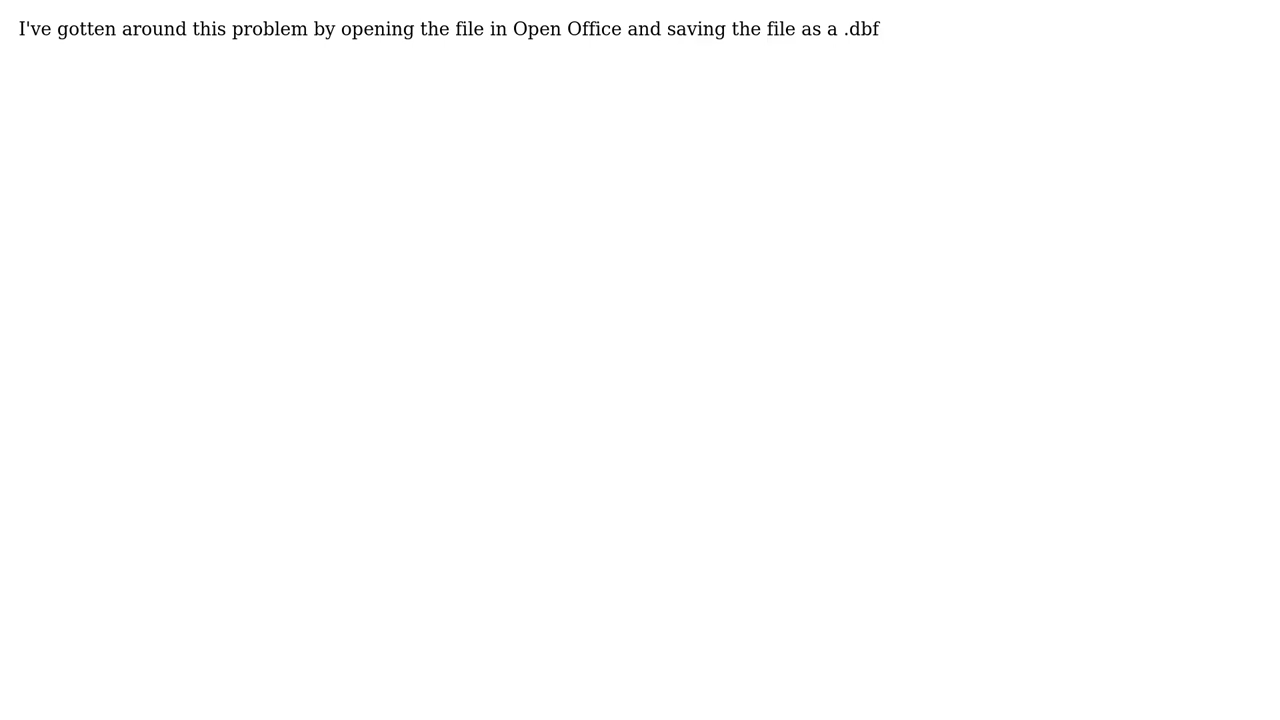 I've gotten around this problem by opening the file in Open Office and saving the file as a .dbf